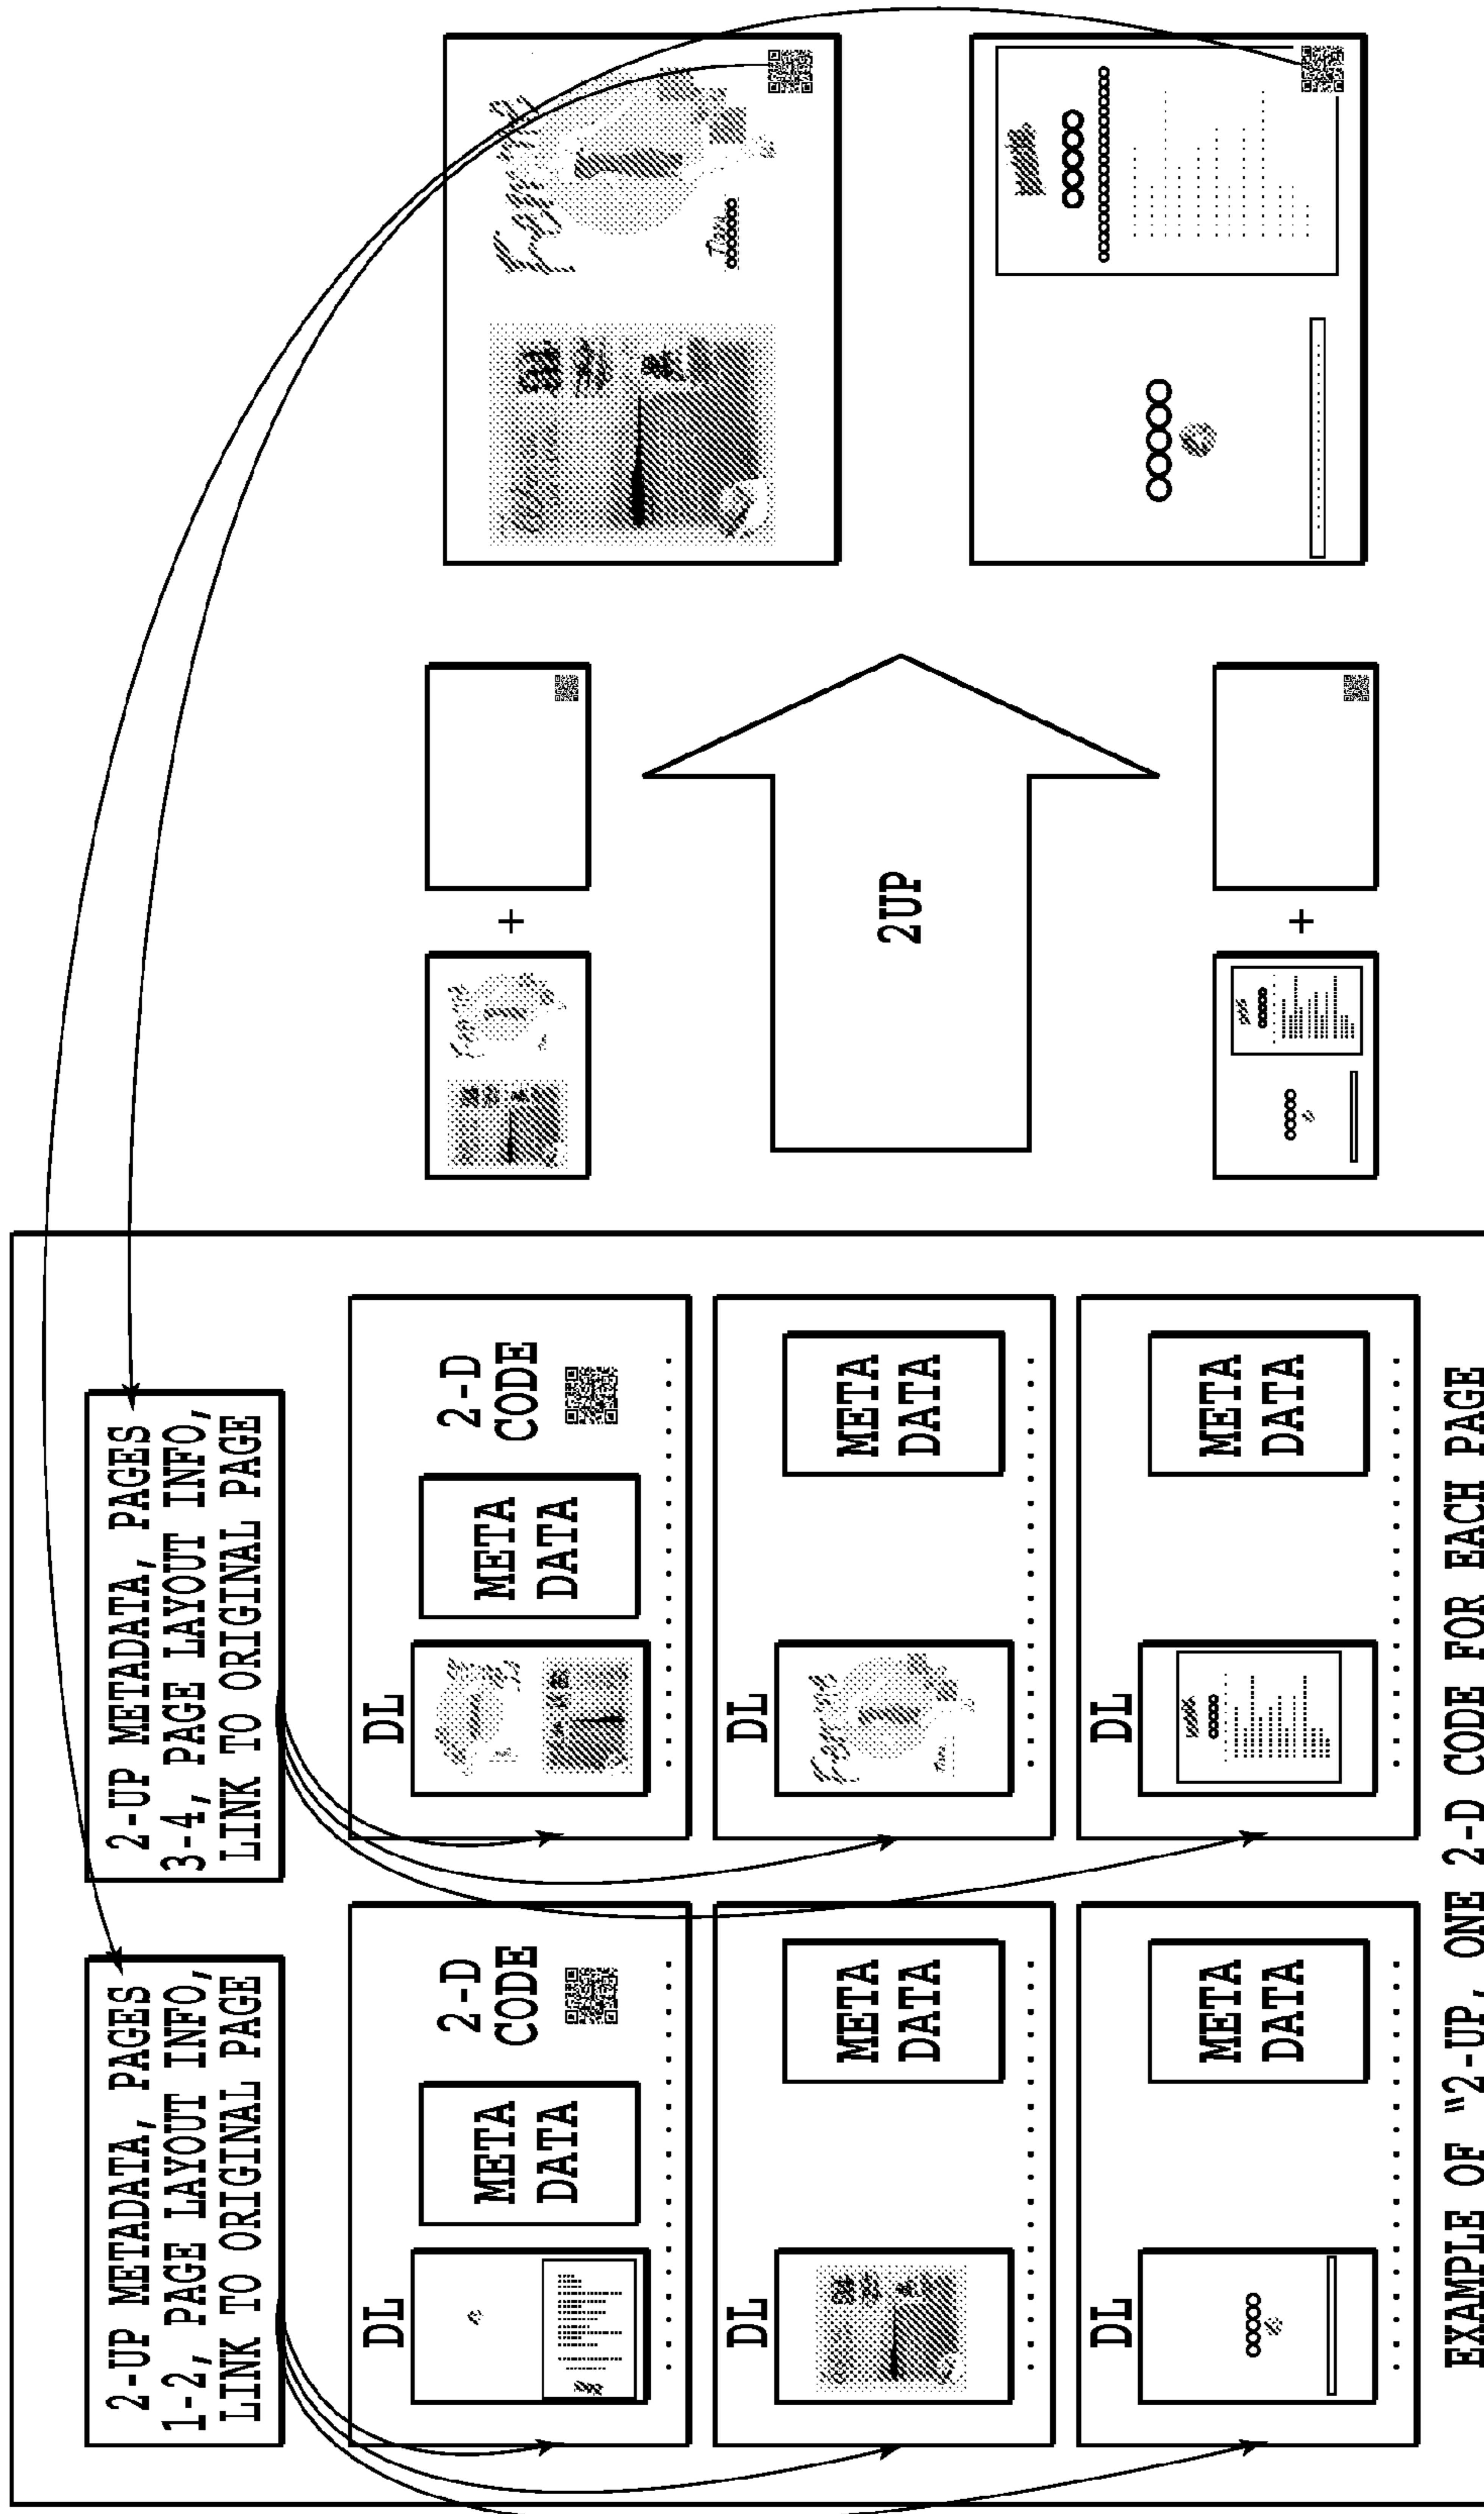 2-UP METADATA, PAGES
1-2, PAGE LAYOUT INFO,
LINK TO ORIGINAL PAGE
2-UP METADATA, PAGES
3-4, PAGE LAYOUT INFO,
LINK TO ORIGINAL PAGE
DL
META
DATA
2-D
CODE
DL
META
DATA
2-D
CODE
DL
META
DATA
DL
META
DATA
DL
META
DATA
DL
META
DATA
+
2UP
+
EXAMPLE OF "2-UP, ONE 2-D CODE FOR EACH PAGE